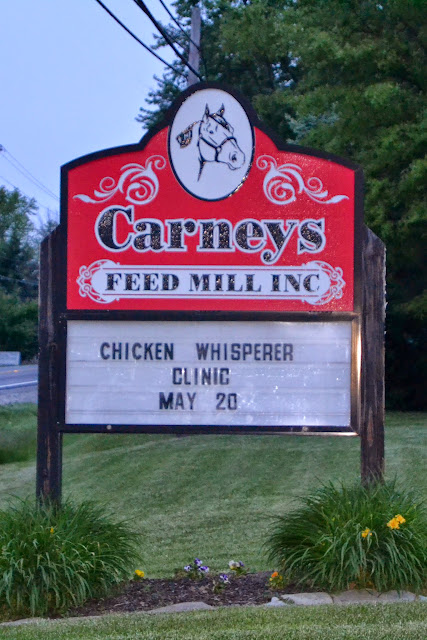 Carneys
FEED MILL INC
CHICKEN WHISPERER
CLINIC
MAY 20